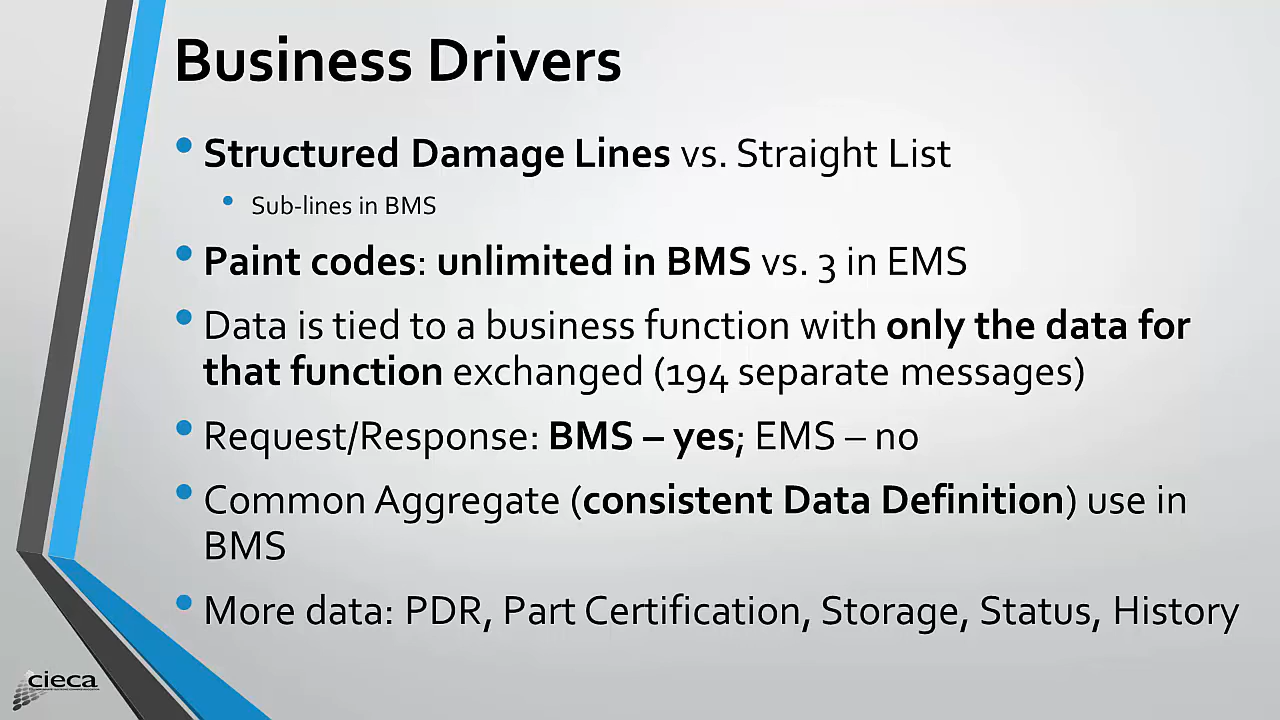 Business Drivers
• Structured Damage Lines vs. Straight List
• Sub-lines in BMS
• Paint codes: unlimited in BMS vs. 3 in EMS
• Data is tied to a business function with only the data for
that function exchanged (194 separate messages)
• Request/Response: BMS – yes; EMS – no
• Common Aggregate (consistent Data Definition) use in
BMS
• More data: PDR, Part Certification, Storage, Status, History
cieca